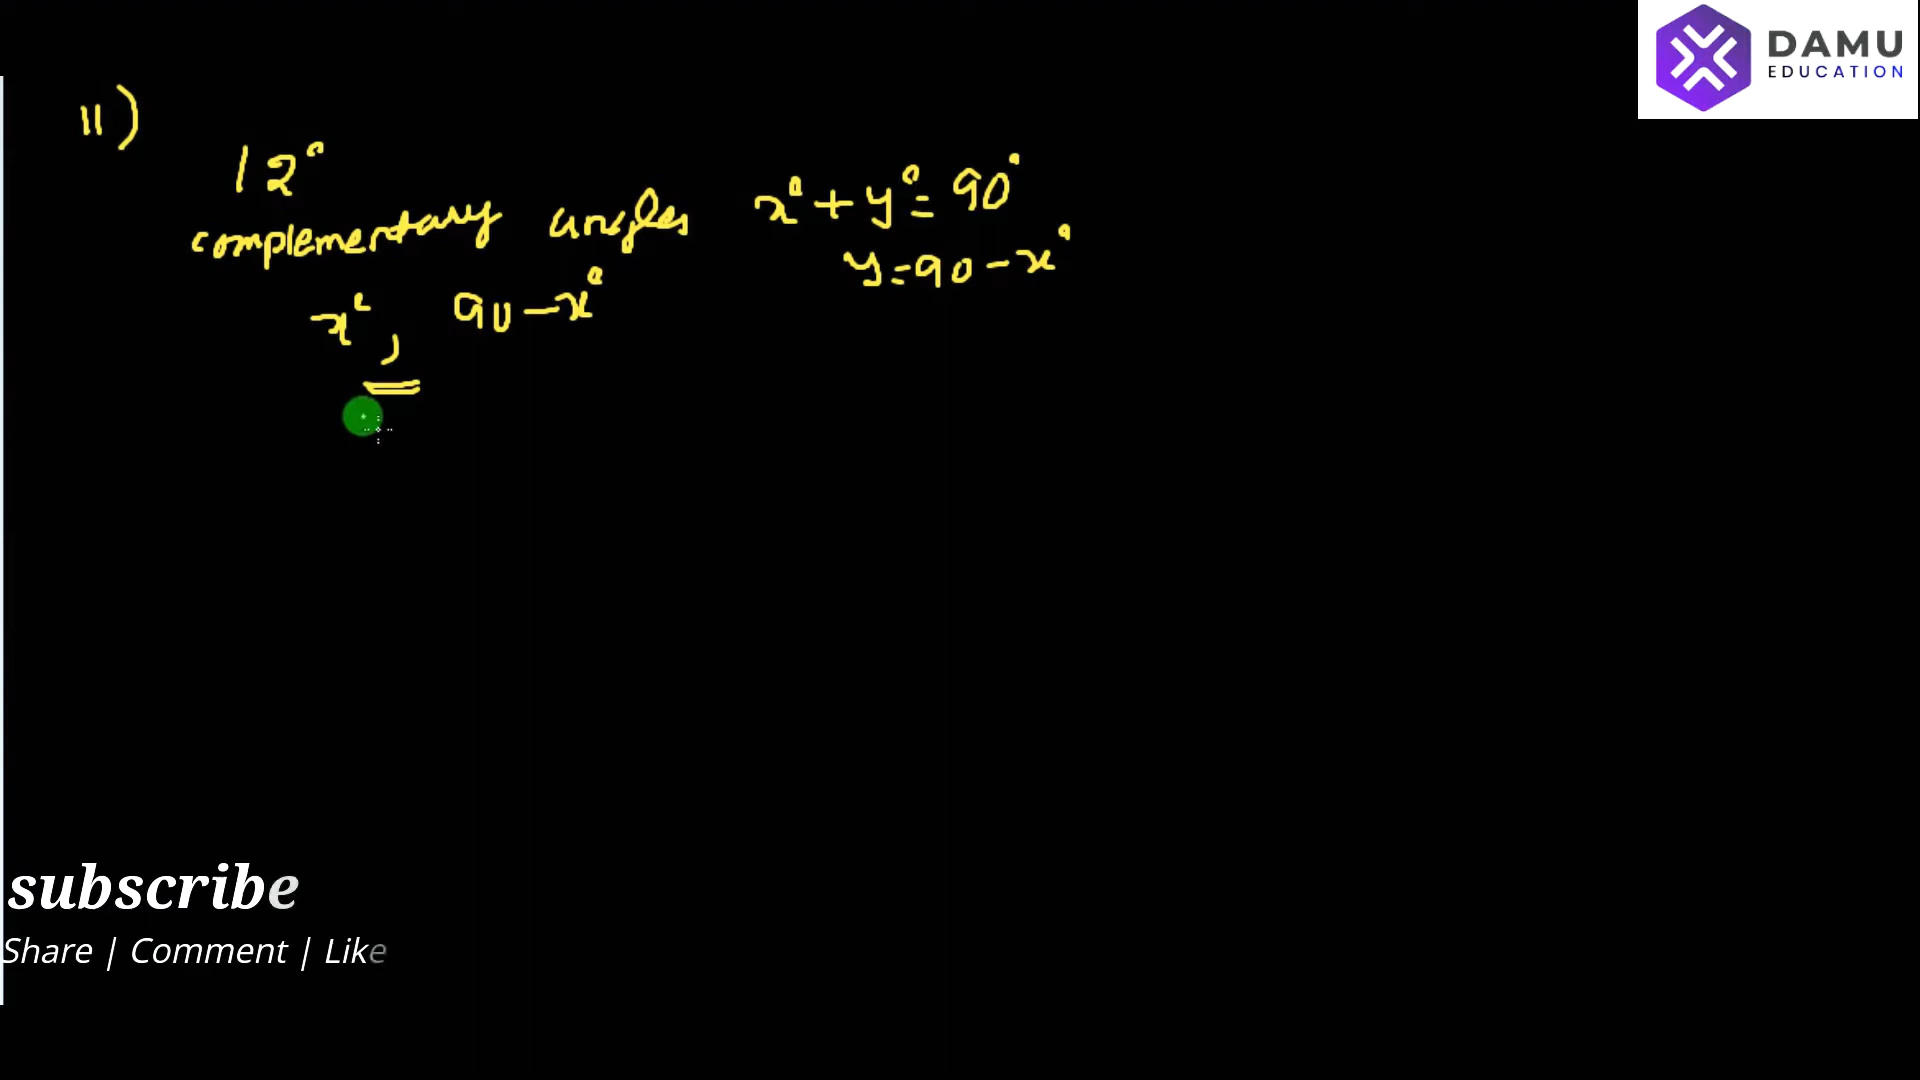 DAMU
EDUCATION
11)
12°
complementary angles x° + y° = 90°
y = 90 - x°
x°, 90 - x°
subscribe
Share | Comment | Like